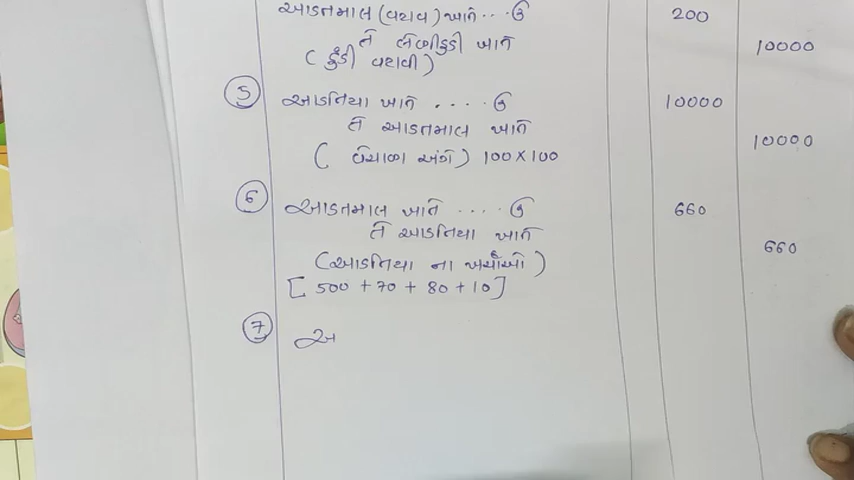 આડતમાલ (વટાવ) ખાતે ... ઉ 200
તે લેણીહુંડી ખાતે 10000
( હુંડી વટાવી )
5 આડતિયા ખાતે .... ઉ 10000
તે આડતમાલ ખાતે 10000
( વેચાણ અંગે ) 100 X 100
6 આડતમાલ ખાતે .... ઉ 660
તે આડતિયા ખાતે 660
(આડતિયા ના ખર્ચાઓ )
[ 500 + 70 + 80 + 10 ]
7 અ